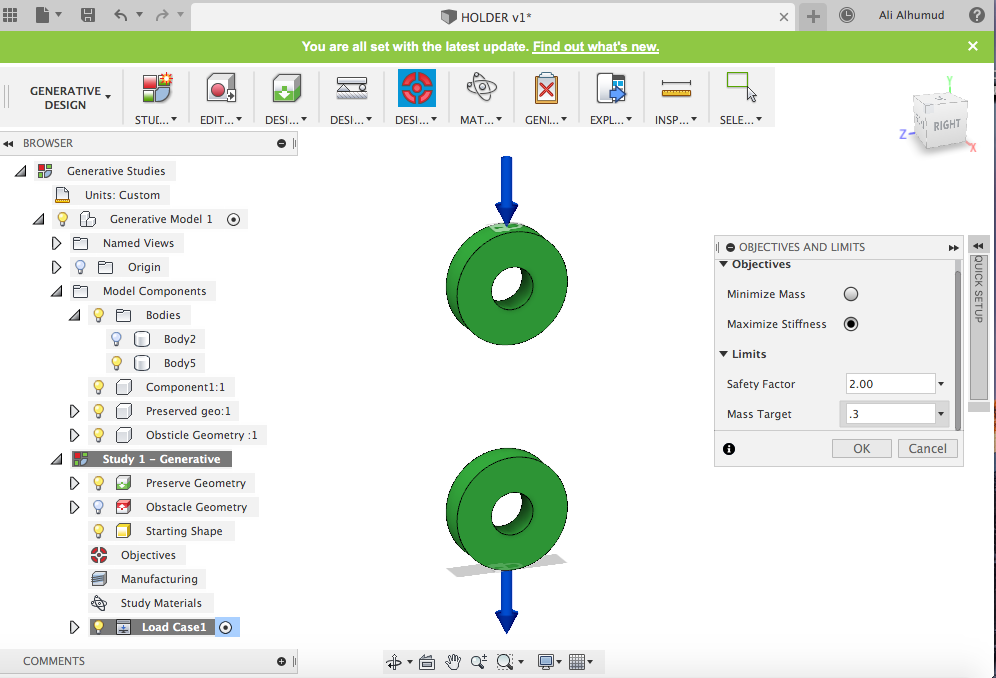 HOLDER v1*
Ali Alhumud
You are all set with the latest update. Find out what's new.
GENERATIVE DESIGN
STU(... EDIT... DESI... DESI... DESI... MAT... GENI... EXPL... INSP... SELE...
Y
RIGHT
Z
X
BROWSER
Generative Studies
Units: Custom
Generative Model 1
Named Views
Origin
Model Components
Bodies
Body2
Body5
Component1:1
Preserved geo:1
Obsticle Geometry :1
Study 1 - Generative
Preserve Geometry
Obstacle Geometry
Starting Shape
Objectives
Manufacturing
Study Materials
Load Case1
OBJECTIVES AND LIMITS
Objectives
Minimize Mass
Maximize Stiffness
Limits
Safety Factor 2.00
Mass Target .3
OK Cancel
QUICK SETUP
COMMENTS